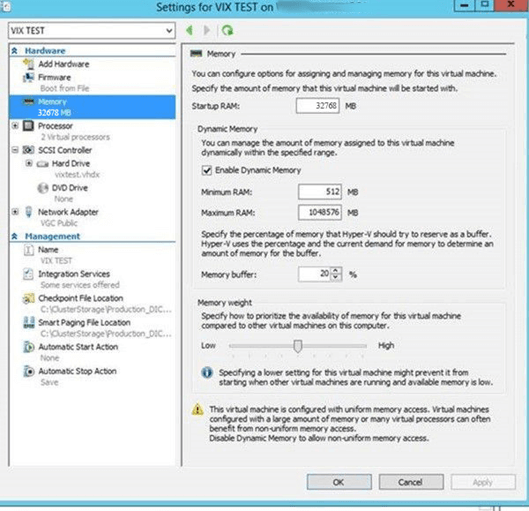 Settings for VIX TEST on
VIX TEST
Hardware
Add Hardware
Firmware
Boot from File
Memory
32678 MB
Processor
2 Virtual processors
SCSI Controller
Hard Drive
vixtest.vhdx
DVD Drive
None
Network Adapter
VGC Public
Management
Name
VIX TEST
Integration Services
Some services offered
Checkpoint File Location
C:\ClusterStorage\Production_DIC...
Smart Paging File Location
C:\ClusterStorage\Production_DIC...
Automatic Start Action
None
Automatic Stop Action
Save
Memory
You can configure options for assigning and managing memory for this virtual machine.
Specify the amount of memory that this virtual machine will be started with.
Startup RAM: 32768 MB
Dynamic Memory
You can manage the amount of memory assigned to this virtual machine
dynamically within the specified range.
Enable Dynamic Memory
Minimum RAM: 512 MB
Maximum RAM: 1048576 MB
Specify the percentage of memory that Hyper-V should try to reserve as a buffer.
Hyper-V uses the percentage and the current demand for memory to determine an
amount of memory for the buffer.
Memory buffer: 20 %
Memory weight
Specify how to prioritize the availability of memory for this virtual machine
compared to other virtual machines on this computer.
Low High
Specifying a lower setting for this virtual machine might prevent it from
starting when other virtual machines are running and available memory is low.
This virtual machine is configured with uniform memory access. Virtual machines
configured with a large amount of memory or many virtual processors can often
benefit from non-uniform memory access.
Disable Dynamic Memory to allow non-uniform memory access.
OK Cancel Apply